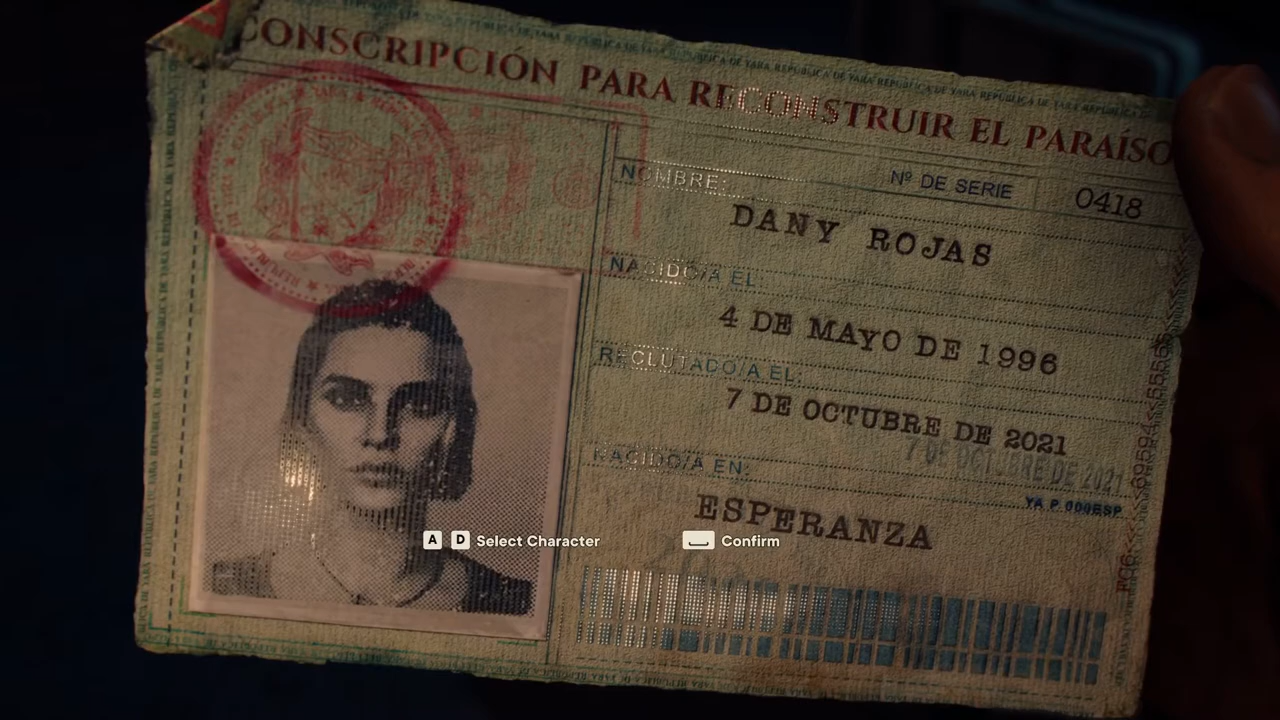 CONSCRIPCIÓN PARA RECONSTRUIR EL PARAÍSO
NOMBRE:
Nº DE SERIE
0418
DANY ROJAS
NACIDO/A EL:
4 DE MAYO DE 1996
RECLUTADO/A EL:
7 DE OCTUBRE DE 2021
7 DE OCTUBRE DE 2021
NACIDO/A EN:
YA P 000ESP
ESPERANZA
A D Select Character
Confirm